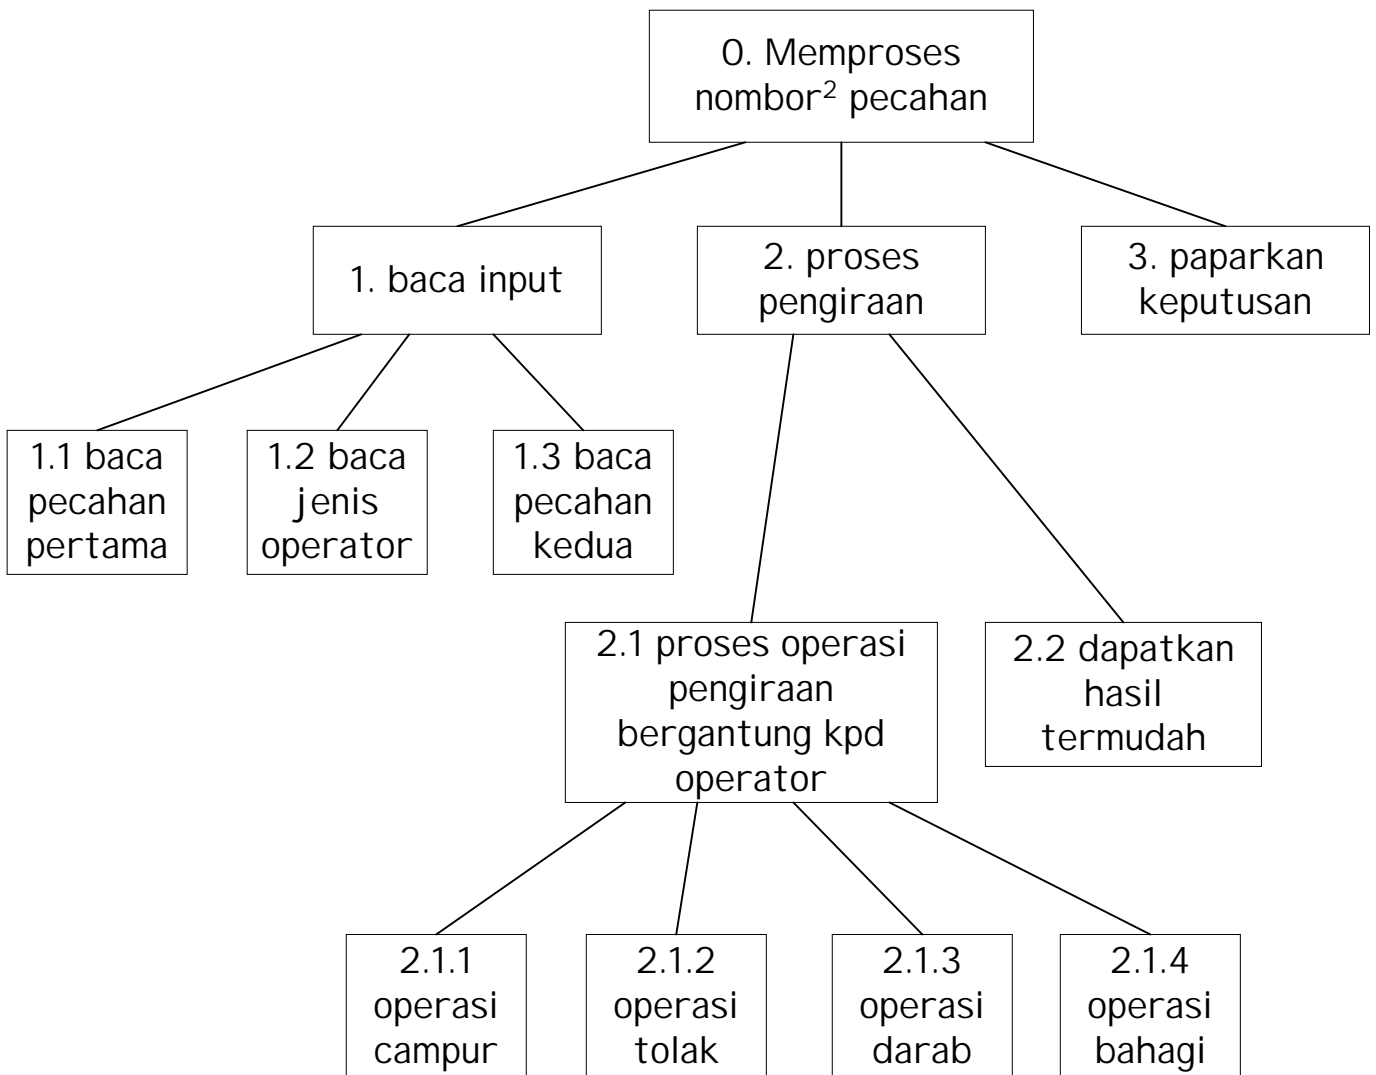 0. Memproses
nombor² pecahan
1. baca input
2. proses
pengiraan
3. paparkan
keputusan
1.1 baca
pecahan
pertama
1.2 baca
jenis
operator
1.3 baca
pecahan
kedua
2.1 proses operasi
pengiraan
bergantung kpd
operator
2.2 dapatkan
hasil
termudah
2.1.1
operasi
campur
2.1.2
operasi
tolak
2.1.3
operasi
darab
2.1.4
operasi
bahagi